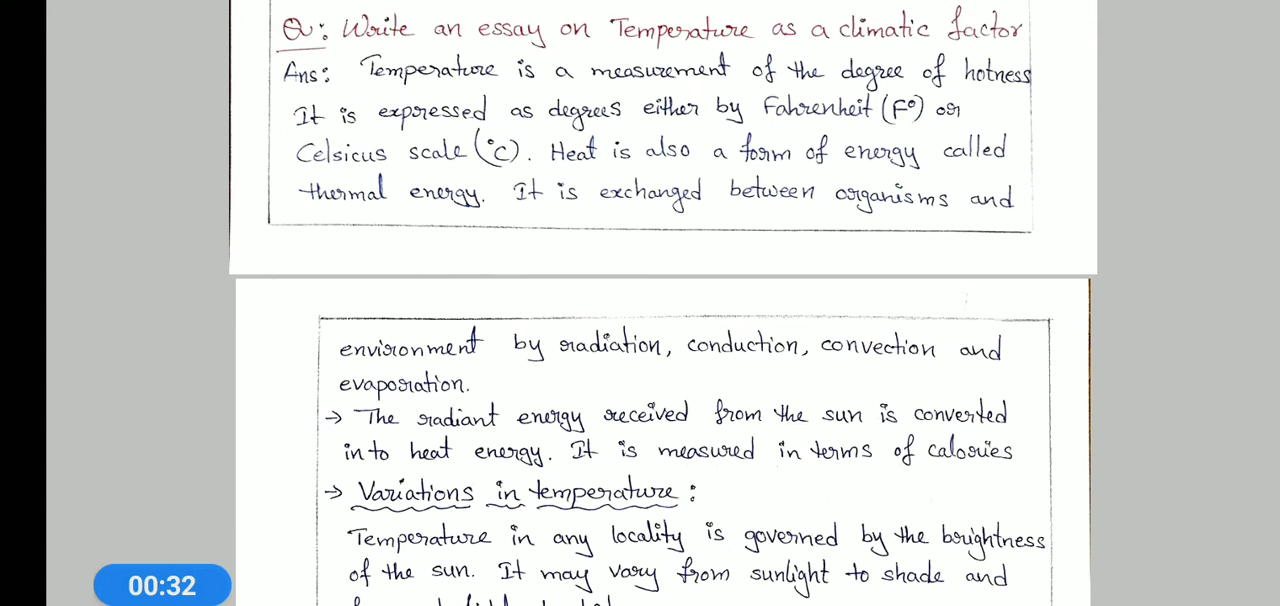 Q: Write an essay on Temperature as a climatic factor
Ans: Temperature is a measurement of the degree of hotness
It is expressed as degrees either by Fahrenheit (F°) or
Celsicus scale (°C). Heat is also a form of energy called
thermal energy. It is exchanged between organisms and
environment by radiation, conduction, convection and
evaporation.
→ The radiant energy received from the sun is converted
into heat energy. It is measured in terms of calories
→ Variations in temperature:
Temperature in any locality is governed by the brightness
of the sun. It may vary from sunlight to shade and
00:32